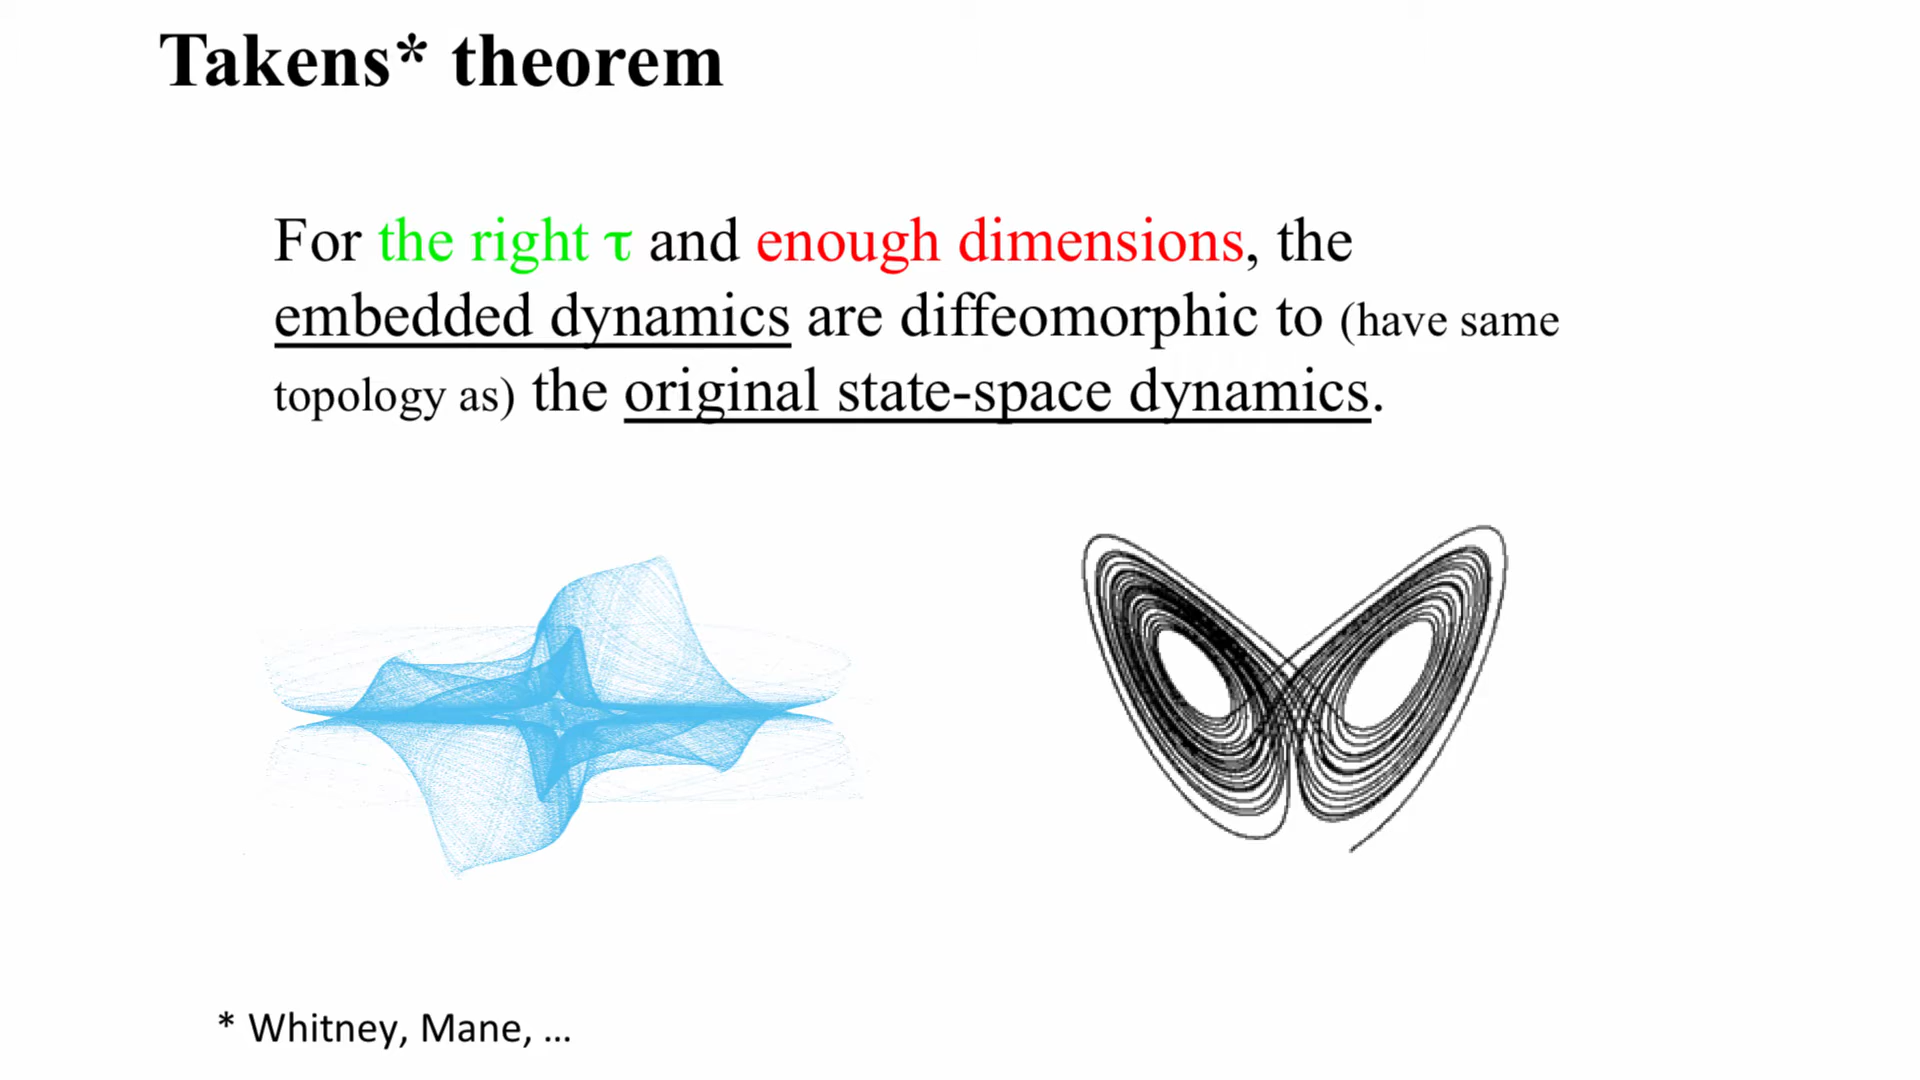 Takens* theorem
For the right τ and enough dimensions, the
embedded dynamics are diffeomorphic to (have same
topology as) the original state-space dynamics.
* Whitney, Mane, ...